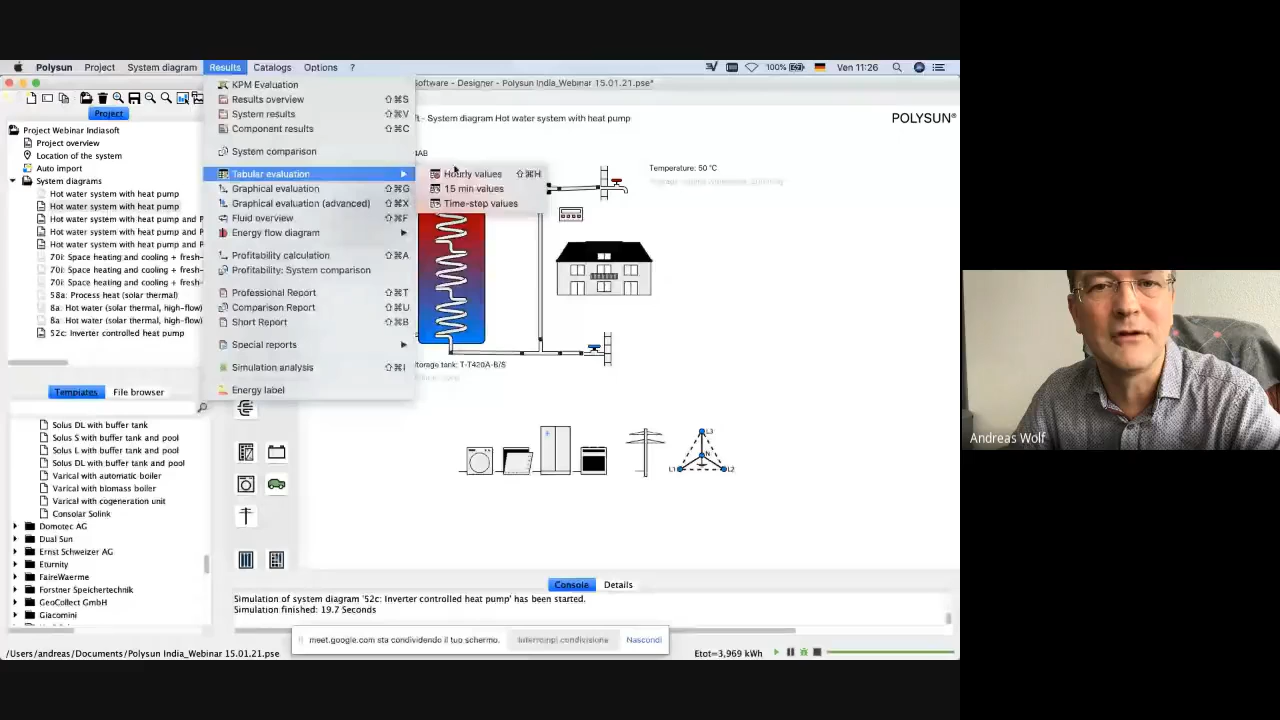 Polysun Project System diagram Results Catalogs Options ? 100% Ven 11:26
Software - Designer - Polysun India_Webinar 15.01.21.pse*
Project
Project Webinar Indiasoft
Project overview
Location of the system
Auto import
System diagrams
Hot water system with heat pump
Hot water system with heat pump
Hot water system with heat pump and F
Hot water system with heat pump and F
Hot water system with heat pump and F
70i: Space heating and cooling + fresh-
70i: Space heating and cooling + fresh-
70i: Space heating and cooling + fresh-
58a: Process heat (solar thermal)
8a: Hot water (solar thermal, high-flow)
8a: Hot water (solar thermal, high-flow)
52c: Inverter controlled heat pump
KPM Evaluation
Results overview ⇧⌘S
System results ⇧⌘V
Component results ⇧⌘C
System comparison
Tabular evaluation
Graphical evaluation ⇧⌘G
Graphical evaluation (advanced) ⇧⌘X
Fluid overview ⇧⌘F
Energy flow diagram
Profitability calculation ⇧⌘A
Profitability: System comparison
Professional Report ⇧⌘T
Comparison Report ⇧⌘U
Short Report ⇧⌘B
Special reports
Simulation analysis ⇧⌘I
Energy label
Hourly values ⇧⌘H
15 min values
Time-step values
ft - System diagram Hot water system with heat pump
POLYSUN®
Temperature: 50 °C
torage tank: T-T420A-B/S
L3
N
L1 L2
Templates File browser
Solus DL with buffer tank
Solus S with buffer tank and pool
Solus L with buffer tank and pool
Solus DL with buffer tank and pool
Varical with automatic boiler
Varical with biomass boiler
Varical with cogeneration unit
Consolar Solink
Domotec AG
Dual Sun
Ernst Schweizer AG
Eturnity
FaireWaerme
Forstner Speichertechnik
GeoCollect GmbH
Giacomini
Console Details
Simulation of system diagram '52c: Inverter controlled heat pump' has been started.
Simulation finished: 19.7 Seconds
meet.google.com sta condividendo il tuo schermo. Interrompi condivisione Nascondi
/Users/andreas/Documents/Polysun India_Webinar 15.01.21.pse
Etot=3,969 kWh
Andreas Wolf